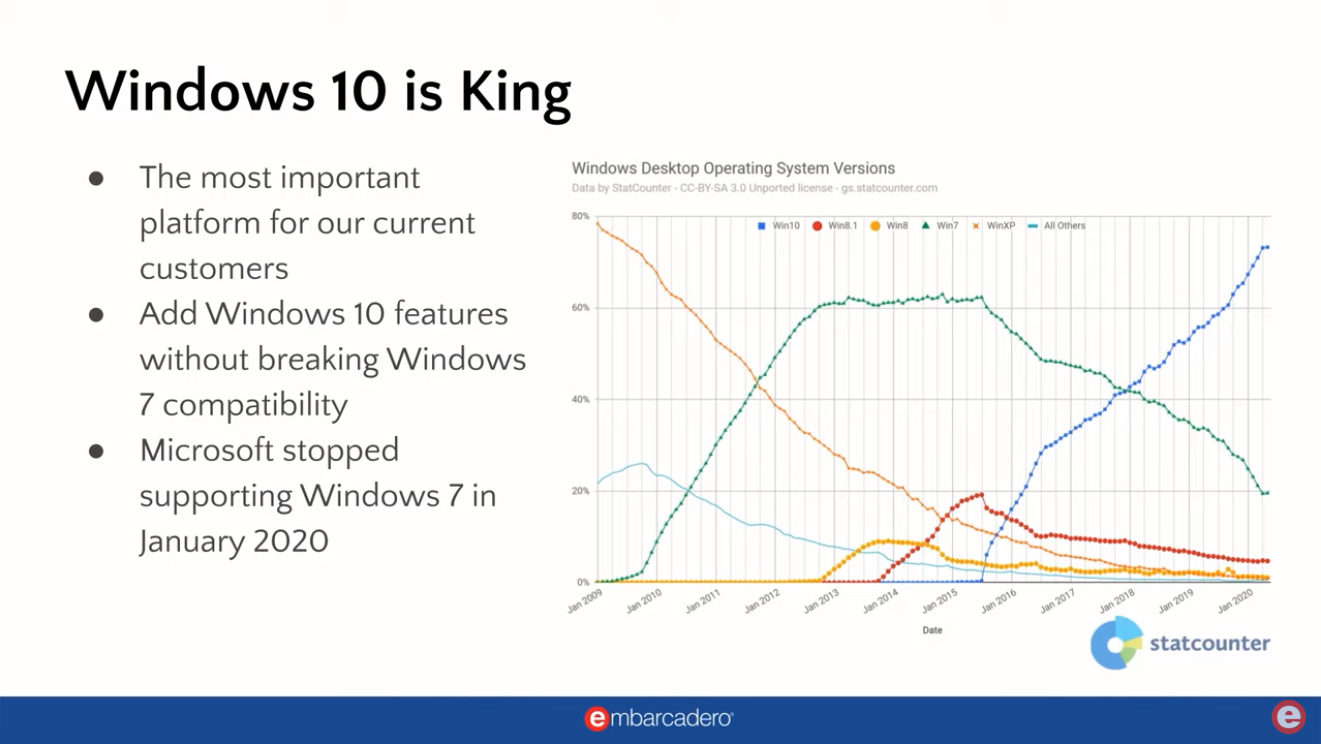 Windows 10 is King
● The most important
platform for our current
customers
● Add Windows 10 features
without breaking Windows
7 compatibility
● Microsoft stopped
supporting Windows 7 in
January 2020
Windows Desktop Operating System Versions
Data by StatCounter - CC-BY-SA 3.0 Unported license - gs.statcounter.com
Win10 Win8.1 Win8 Win7 WinXP All Others
80%
60%
40%
20%
0%
Jan 2009 Jan 2010 Jan 2011 Jan 2012 Jan 2013 Jan 2014 Jan 2015 Jan 2016 Jan 2017 Jan 2018 Jan 2019 Jan 2020
Date
statcounter
embarcadero®
e